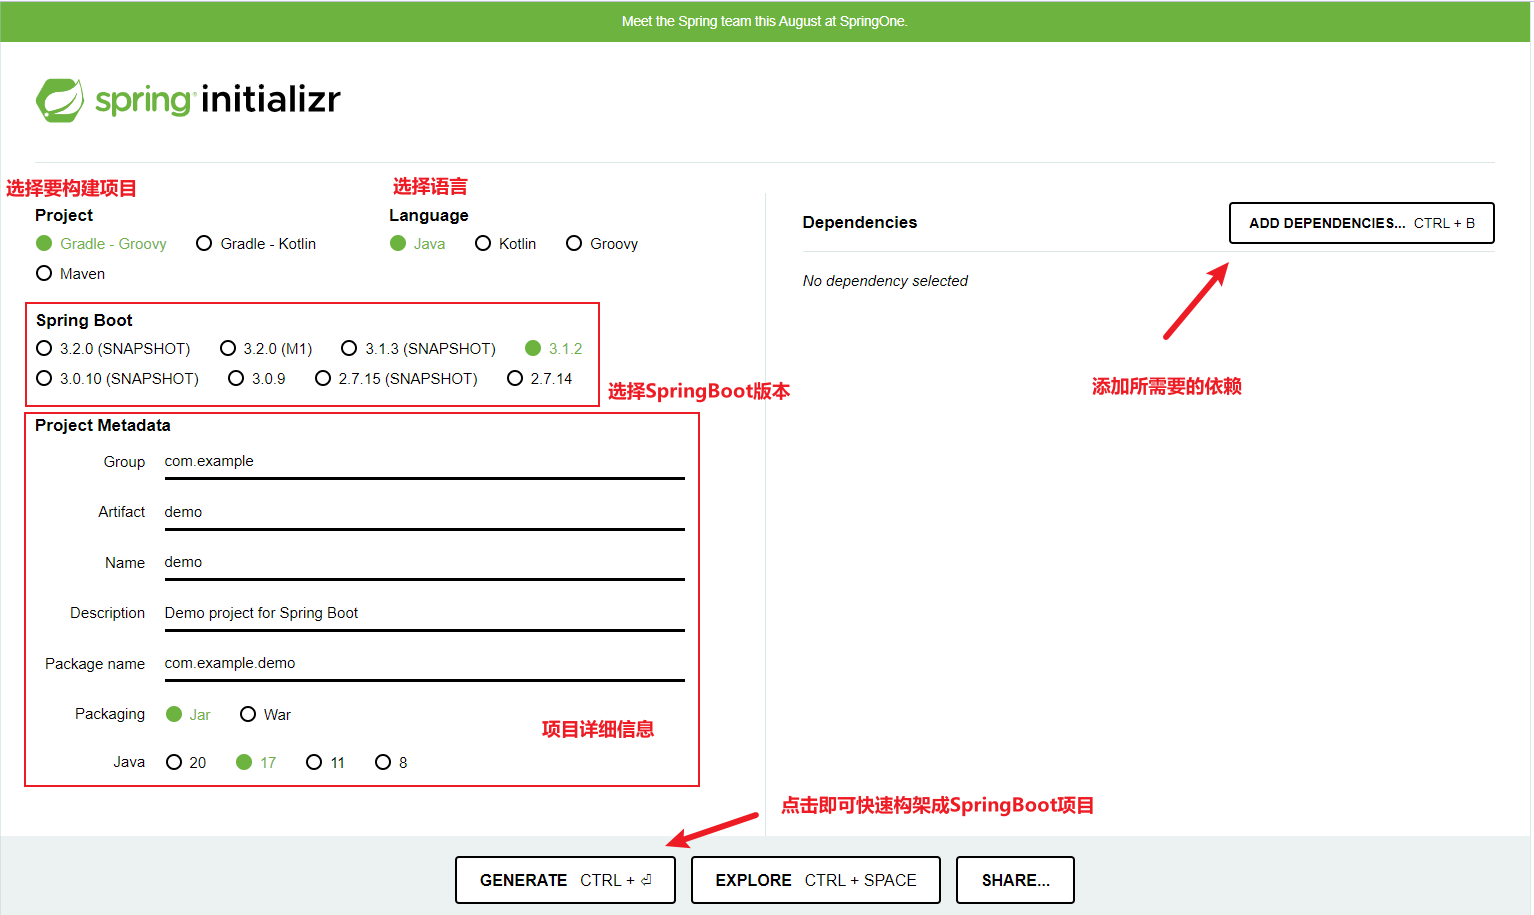 Meet the Spring team this August at SpringOne.
spring initializr
选择要构建项目
选择语言
Project
Language
Gradle - Groovy Gradle - Kotlin
Java Kotlin Groovy
Maven
Dependencies
ADD DEPENDENCIES... CTRL + B
No dependency selected
添加所需要的依赖
Spring Boot
3.2.0 (SNAPSHOT) 3.2.0 (M1) 3.1.3 (SNAPSHOT) 3.1.2
3.0.10 (SNAPSHOT) 3.0.9 2.7.15 (SNAPSHOT) 2.7.14
选择SpringBoot版本
Project Metadata
Group com.example
Artifact demo
Name demo
Description Demo project for Spring Boot
Package name com.example.demo
Packaging Jar War
项目详细信息
Java 20 17 11 8
点击即可快速构架成SpringBoot项目
GENERATE CTRL + ⏎
EXPLORE CTRL + SPACE
SHARE...